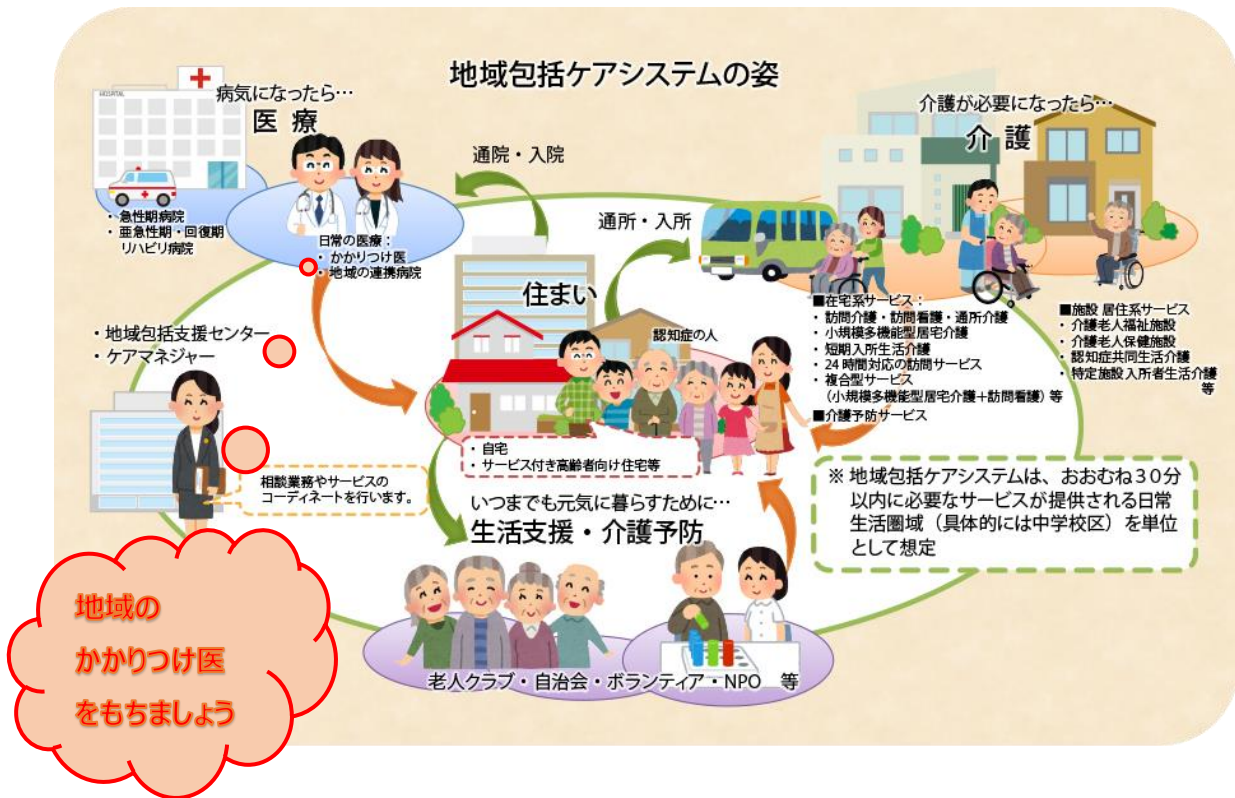 地域包括ケアシステムの姿
病気になったら…
医 療
HOSPITAL
・ 急性期病院
・ 亜急性期・回復期
リハビリ病院
日常の医療：
・ かかりつけ医
・ 地域の連携病院
通院・入院
通所・入所
介護が必要になったら…
介 護
■在宅系サービス：
・ 訪問介護・訪問看護・通所介護
・ 小規模多機能型居宅介護
・ 短期入所生活介護
・ 24時間対応の訪問サービス
・ 複合型サービス
（小規模多機能型居宅介護＋訪問看護）等
■介護予防サービス
■施設 居住系サービス
・ 介護老人福祉施設
・ 介護老人保健施設
・ 認知症共同生活介護
・ 特定施設入所者生活介護
等
住まい
認知症の人
・ 自宅
・ サービス付き高齢者向け住宅等
・地域包括支援センター
・ケアマネジャー
相談業務やサービスの
コーディネートを行います。
いつまでも元気に暮らすために…
生活支援・介護予防
老人クラブ・自治会・ボランティア・NPO 等
※ 地域包括ケアシステムは、おおむね３０分
以内に必要なサービスが提供される日常
生活圏域（具体的には中学校区）を単位
として想定
地域の
かかりつけ医
をもちましょう